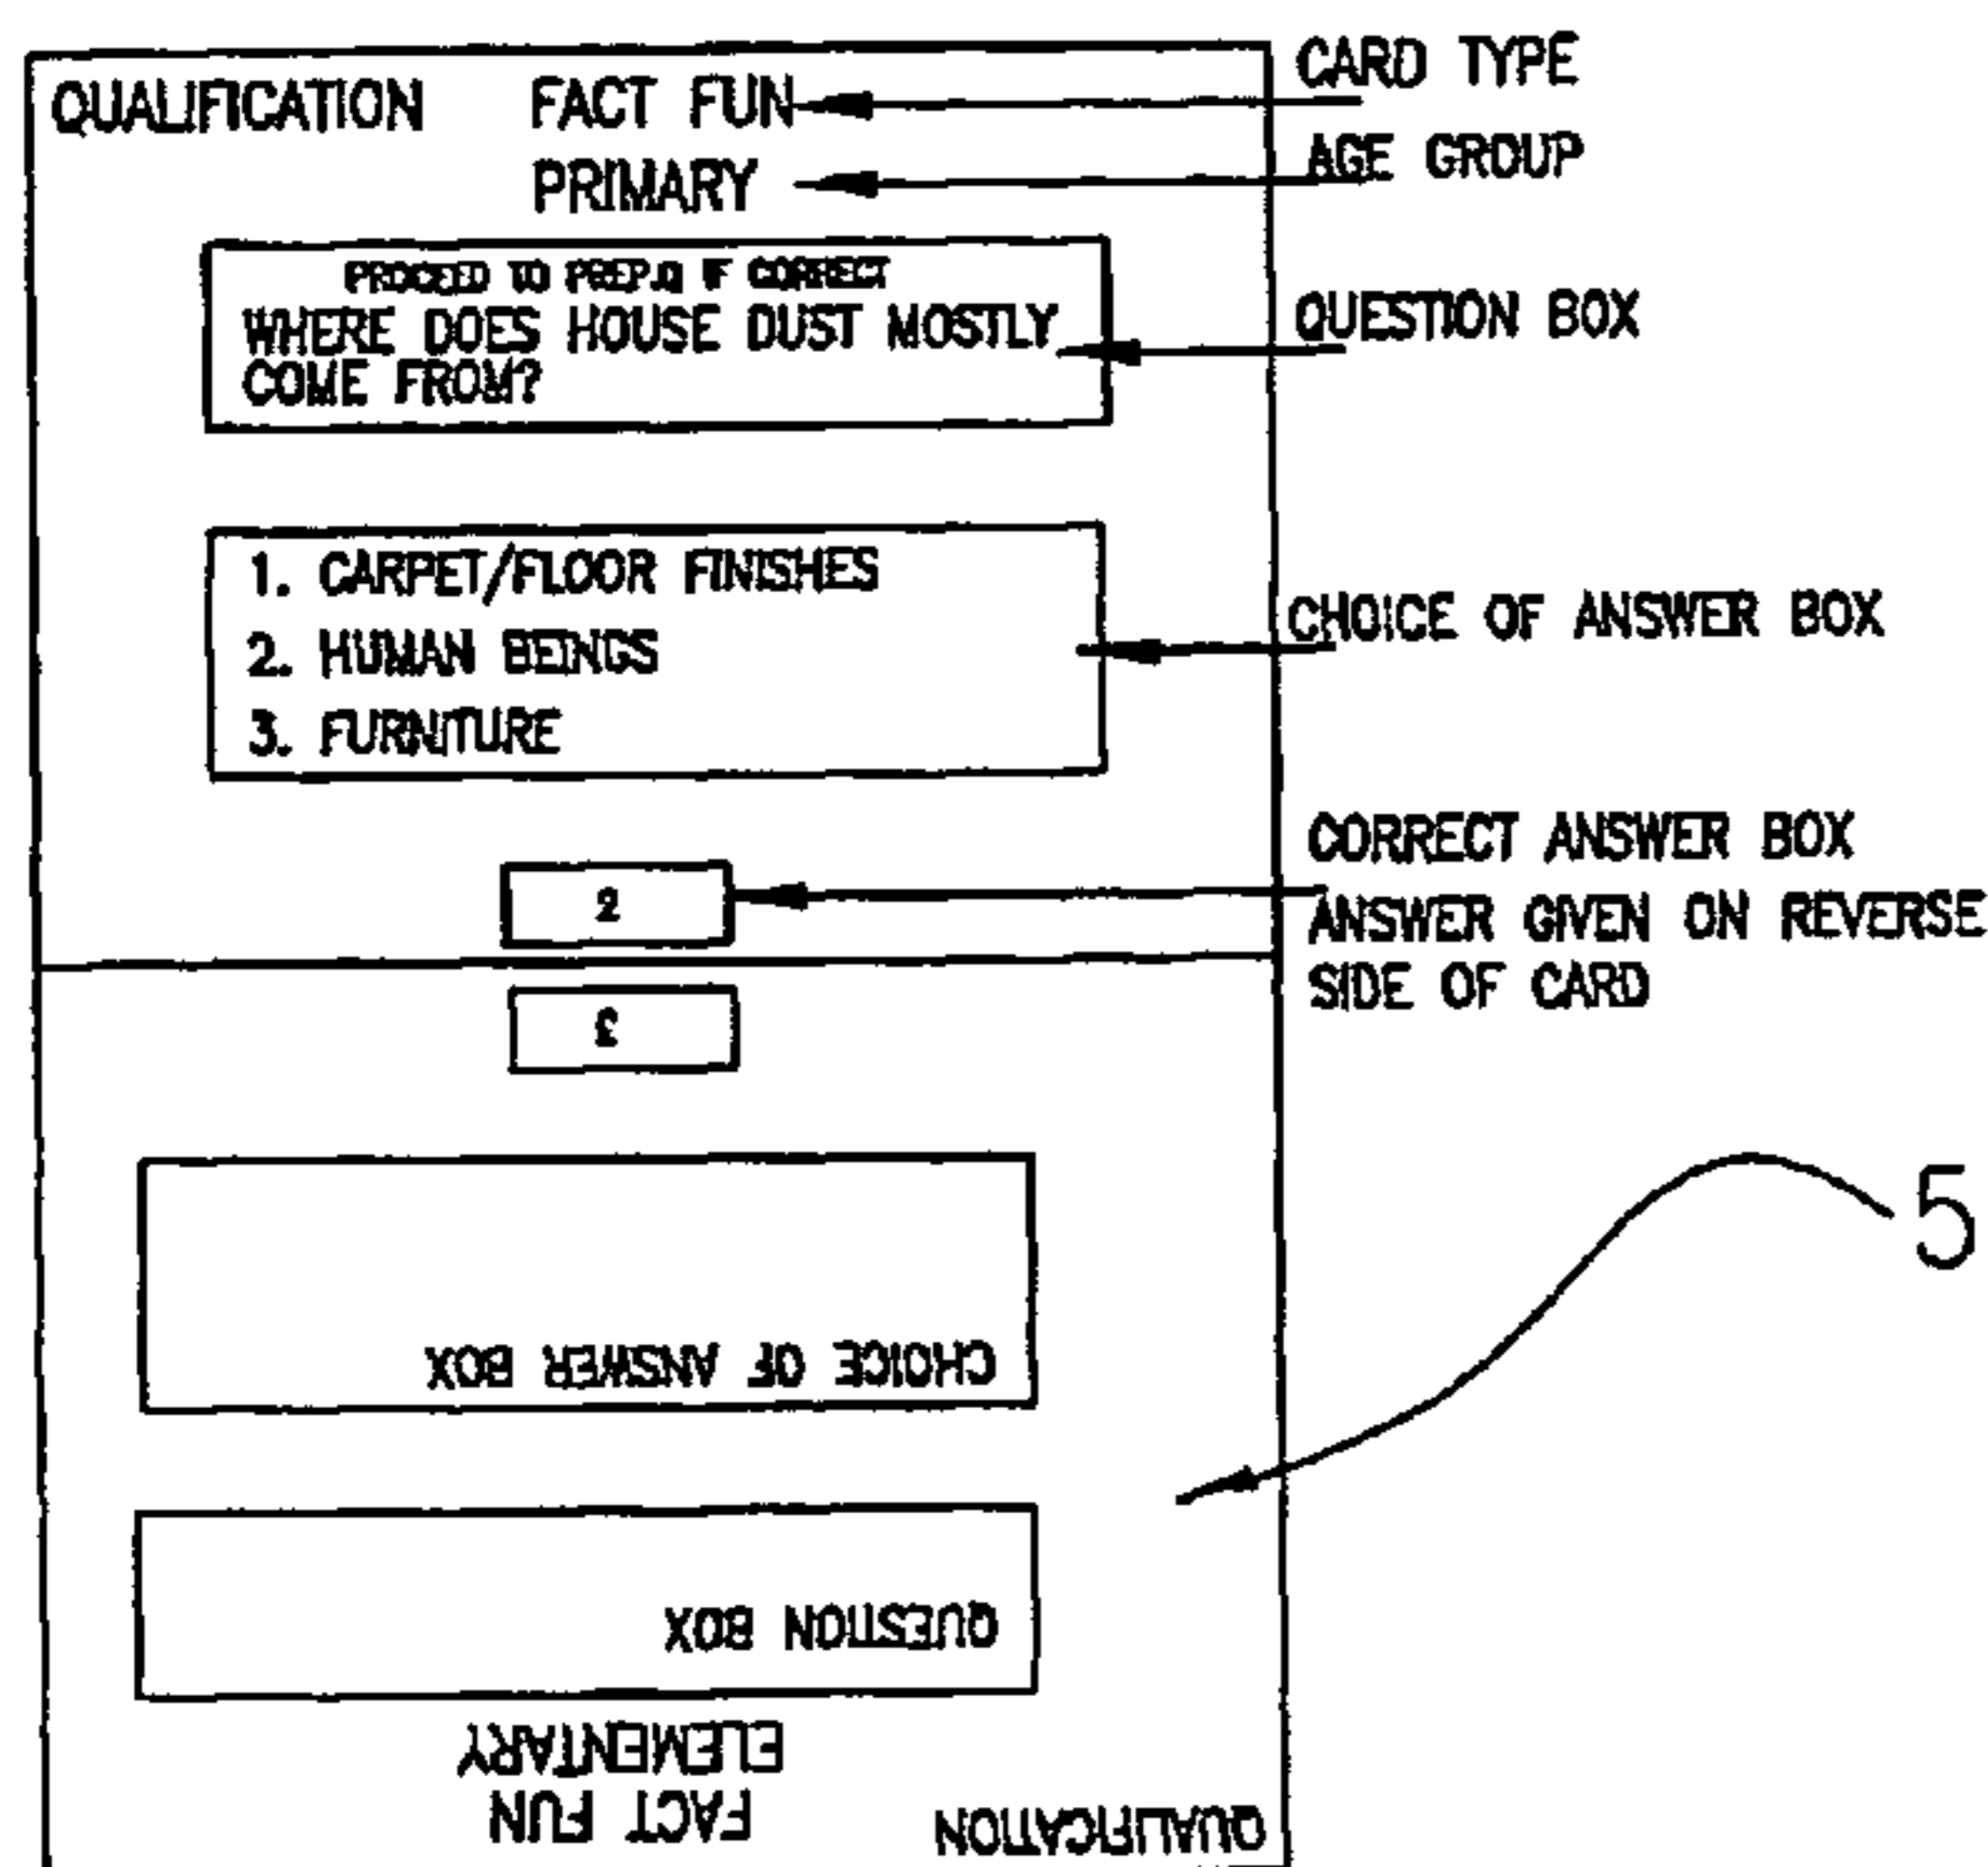 QUALIFICATION FACT FUN
PRIMARY
CARD TYPE
AGE GROUP
PROCEED TO PREP.Q IF CORRECT
WHERE DOES HOUSE DUST MOSTLY
COME FROM?
QUESTION BOX
1. CARPET/FLOOR FINISHES
2. HUMAN BEINGS
3. FURNITURE
CHOICE OF ANSWER BOX
2
CORRECT ANSWER BOX
ANSWER GIVEN ON REVERSE
SIDE OF CARD
3
CHOICE OF ANSWER BOX
5
QUESTION BOX
ELEMENTARY
QUALIFICATION FACT FUN